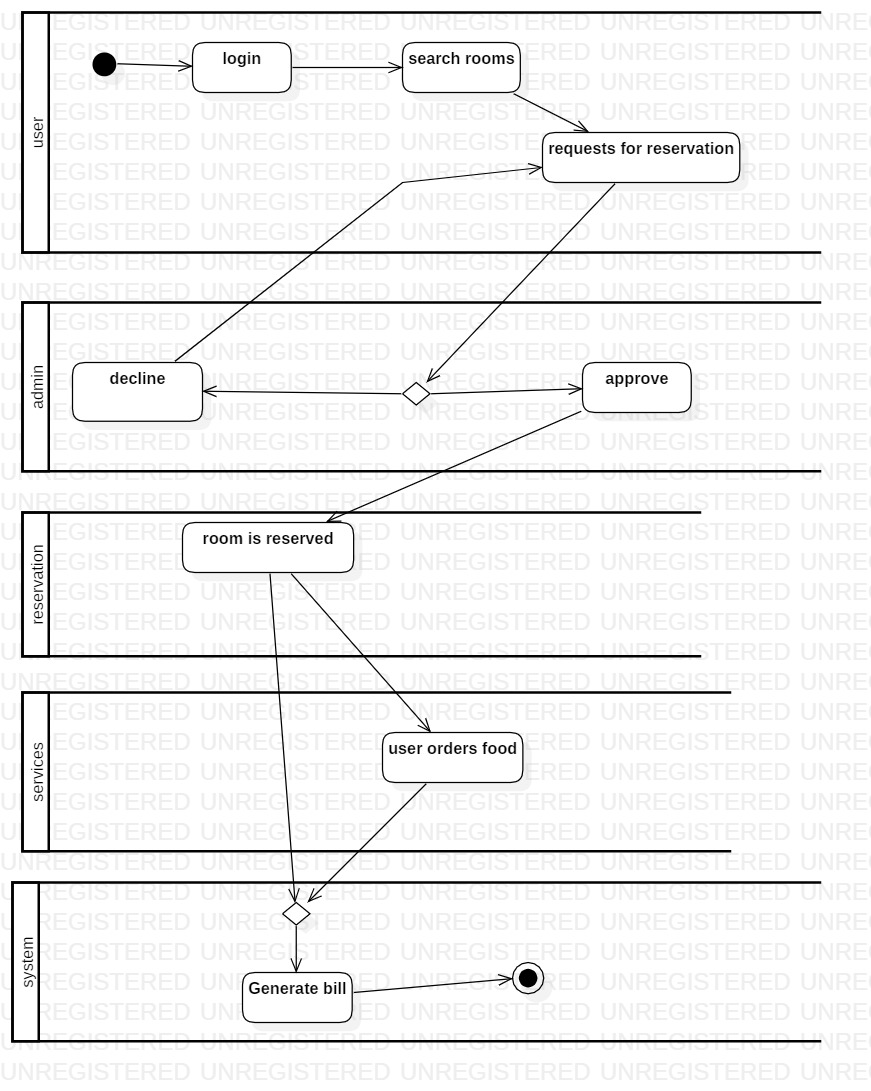 user
login
search rooms
requests for reservation
admin
decline
approve
reservation
room is reserved
services
user orders food
system
Generate bill
UNREGISTERED